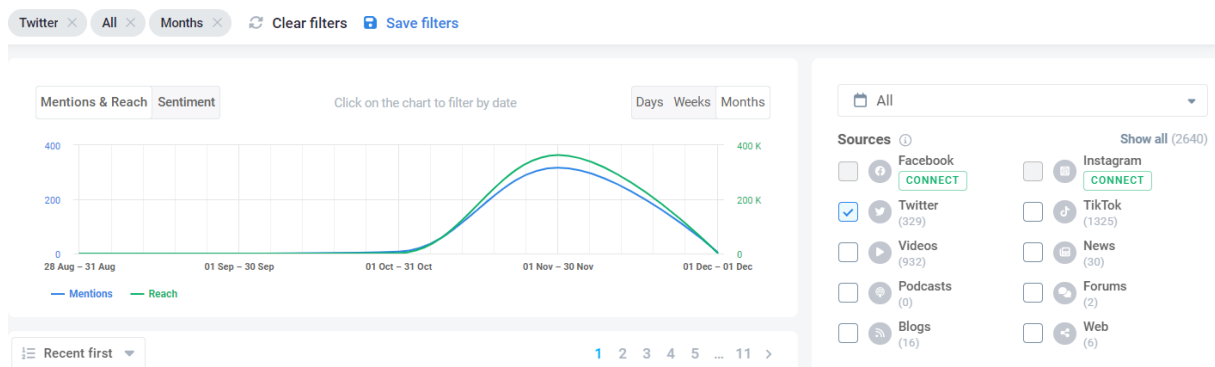 Twitter × All × Months × Clear filters Save filters
Mentions & Reach Sentiment Click on the chart to filter by date Days Weeks Months
400 400 K
200 200 K
0 0
28 Aug – 31 Aug 01 Sep – 30 Sep 01 Oct – 31 Oct 01 Nov – 30 Nov 01 Dec – 01 Dec
Mentions Reach
Recent first 1 2 3 4 5 ... 11 >
All
Sources Show all (2640)
Facebook Instagram
CONNECT CONNECT
Twitter TikTok
(329) (1325)
Videos News
(932) (30)
Podcasts Forums
(0) (2)
Blogs Web
(16) (6)